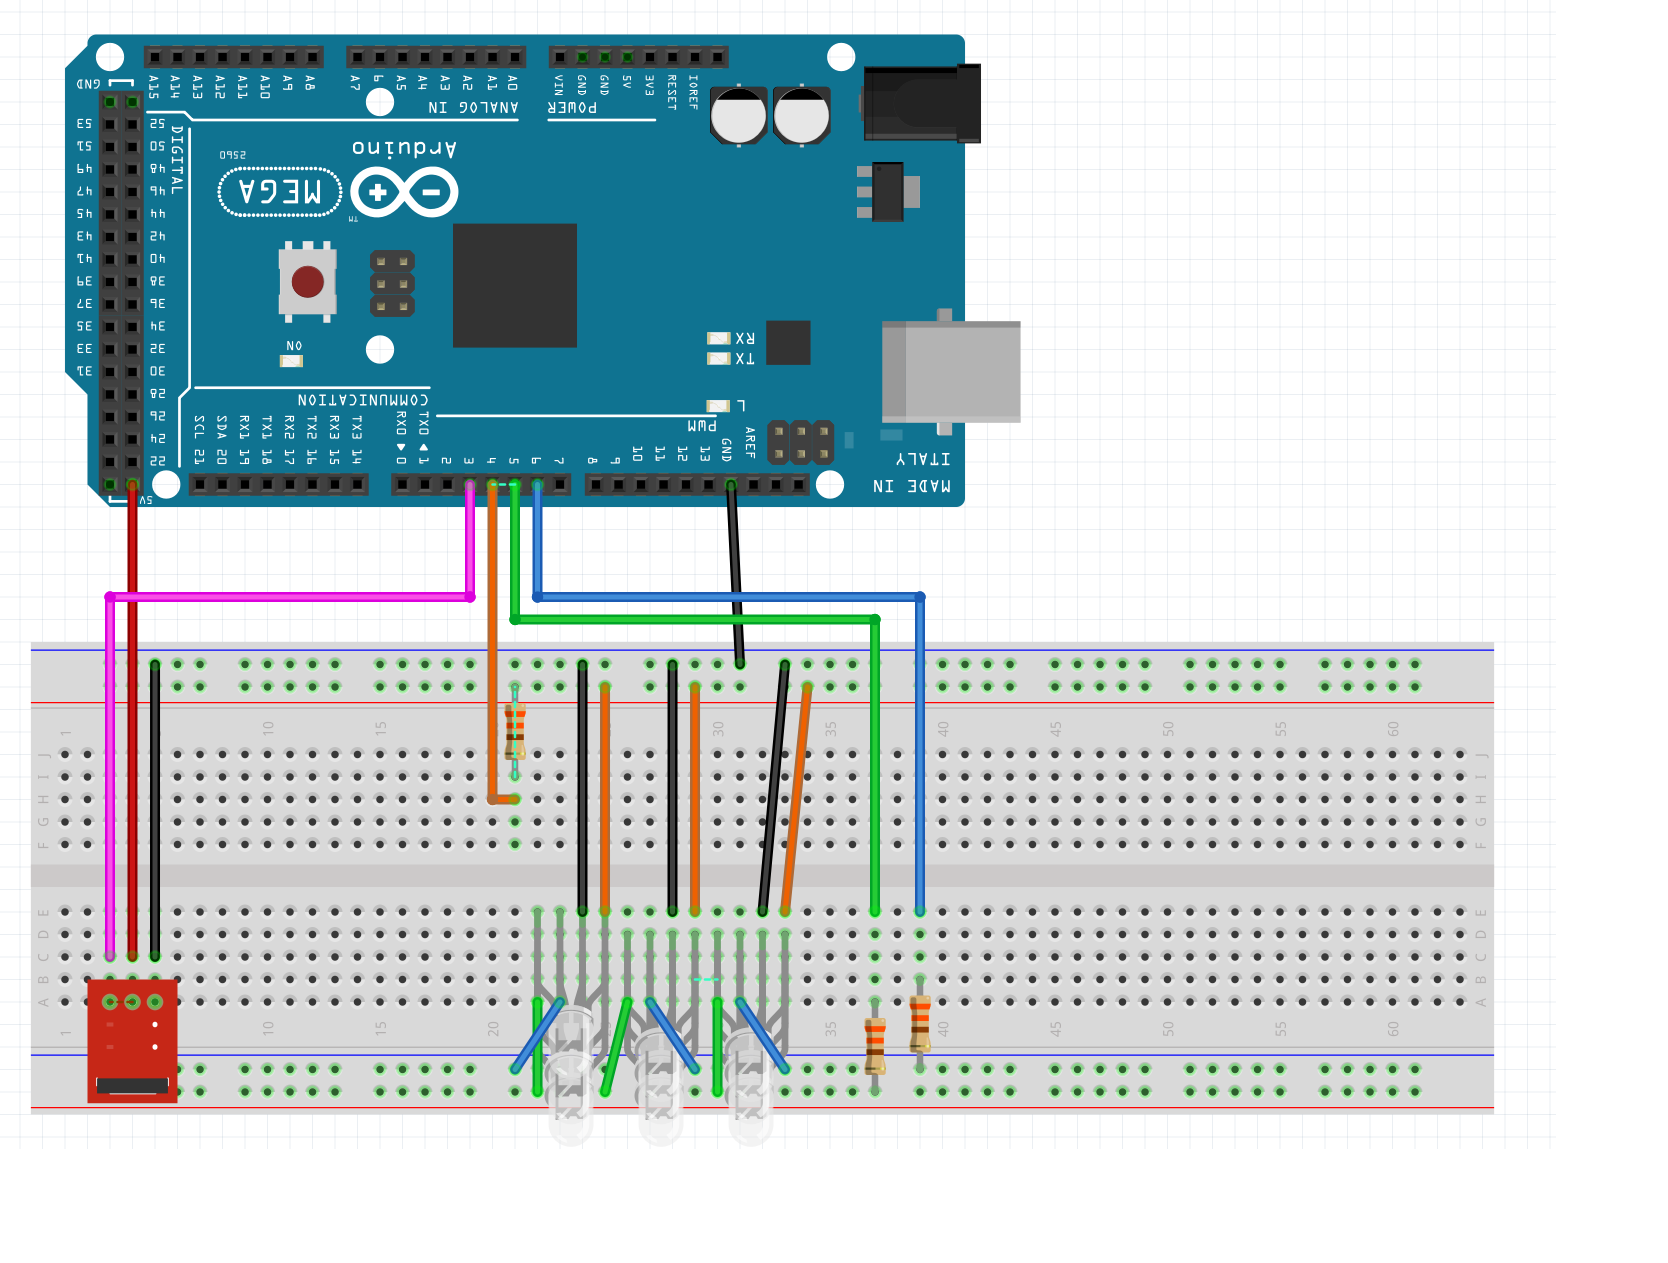 A15 A14 A13 A12 A11 A10 A9 A8 A7 6 A5 A4 A3 A2 A1 A0 VIN GND GND 5V 3V3 RESET IOREF
GND
ANALOG IN
POWER
DIGITAL
53 52
51 50
49 48
47 46
45 44
43 42
41 40
39 38
37 36
35 34
33 32
31 30
28
26
24
22
5V
2560
Arduino
MEGA
TM
ON
RX
TX
L
COMMUNICATION
PWM
SCL 21 SDA 20 RX1 19 TX1 18 RX2 17 TX2 16 RX3 15 TX3 14 RX0 0 TX0 1 2 3 4 5 6 7 8 9 10 11 12 13 GND AREF
MADE IN
ITALY
1 10 15 30 35 40 45 50 55 60
J J
I I
H H
G G
F F
E E
D D
C C
B B
A A
1 10 15 20 35 40 45 50 55 60